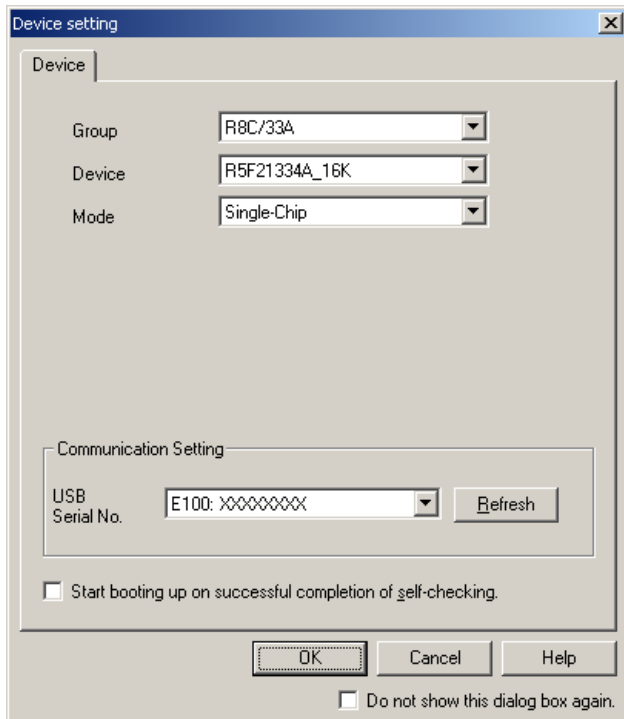 Device setting
Device
Group R8C/33A
Device R5F21334A_16K
Mode Single-Chip
Communication Setting
USB
Serial No. E100: XXXXXXXX Refresh
Start booting up on successful completion of self-checking.
OK Cancel Help
Do not show this dialog box again.